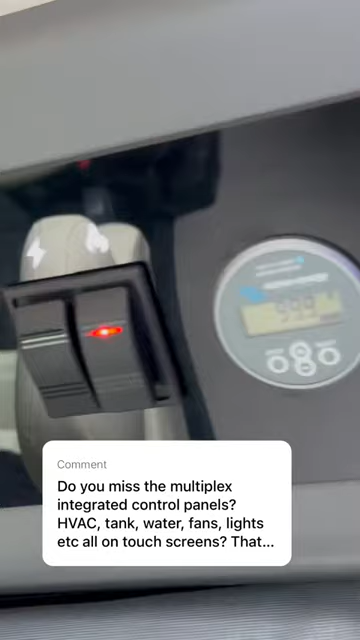 Comment
Do you miss the multiplex
integrated control panels?
HVAC, tank, water, fans, lights
etc all on touch screens? That...